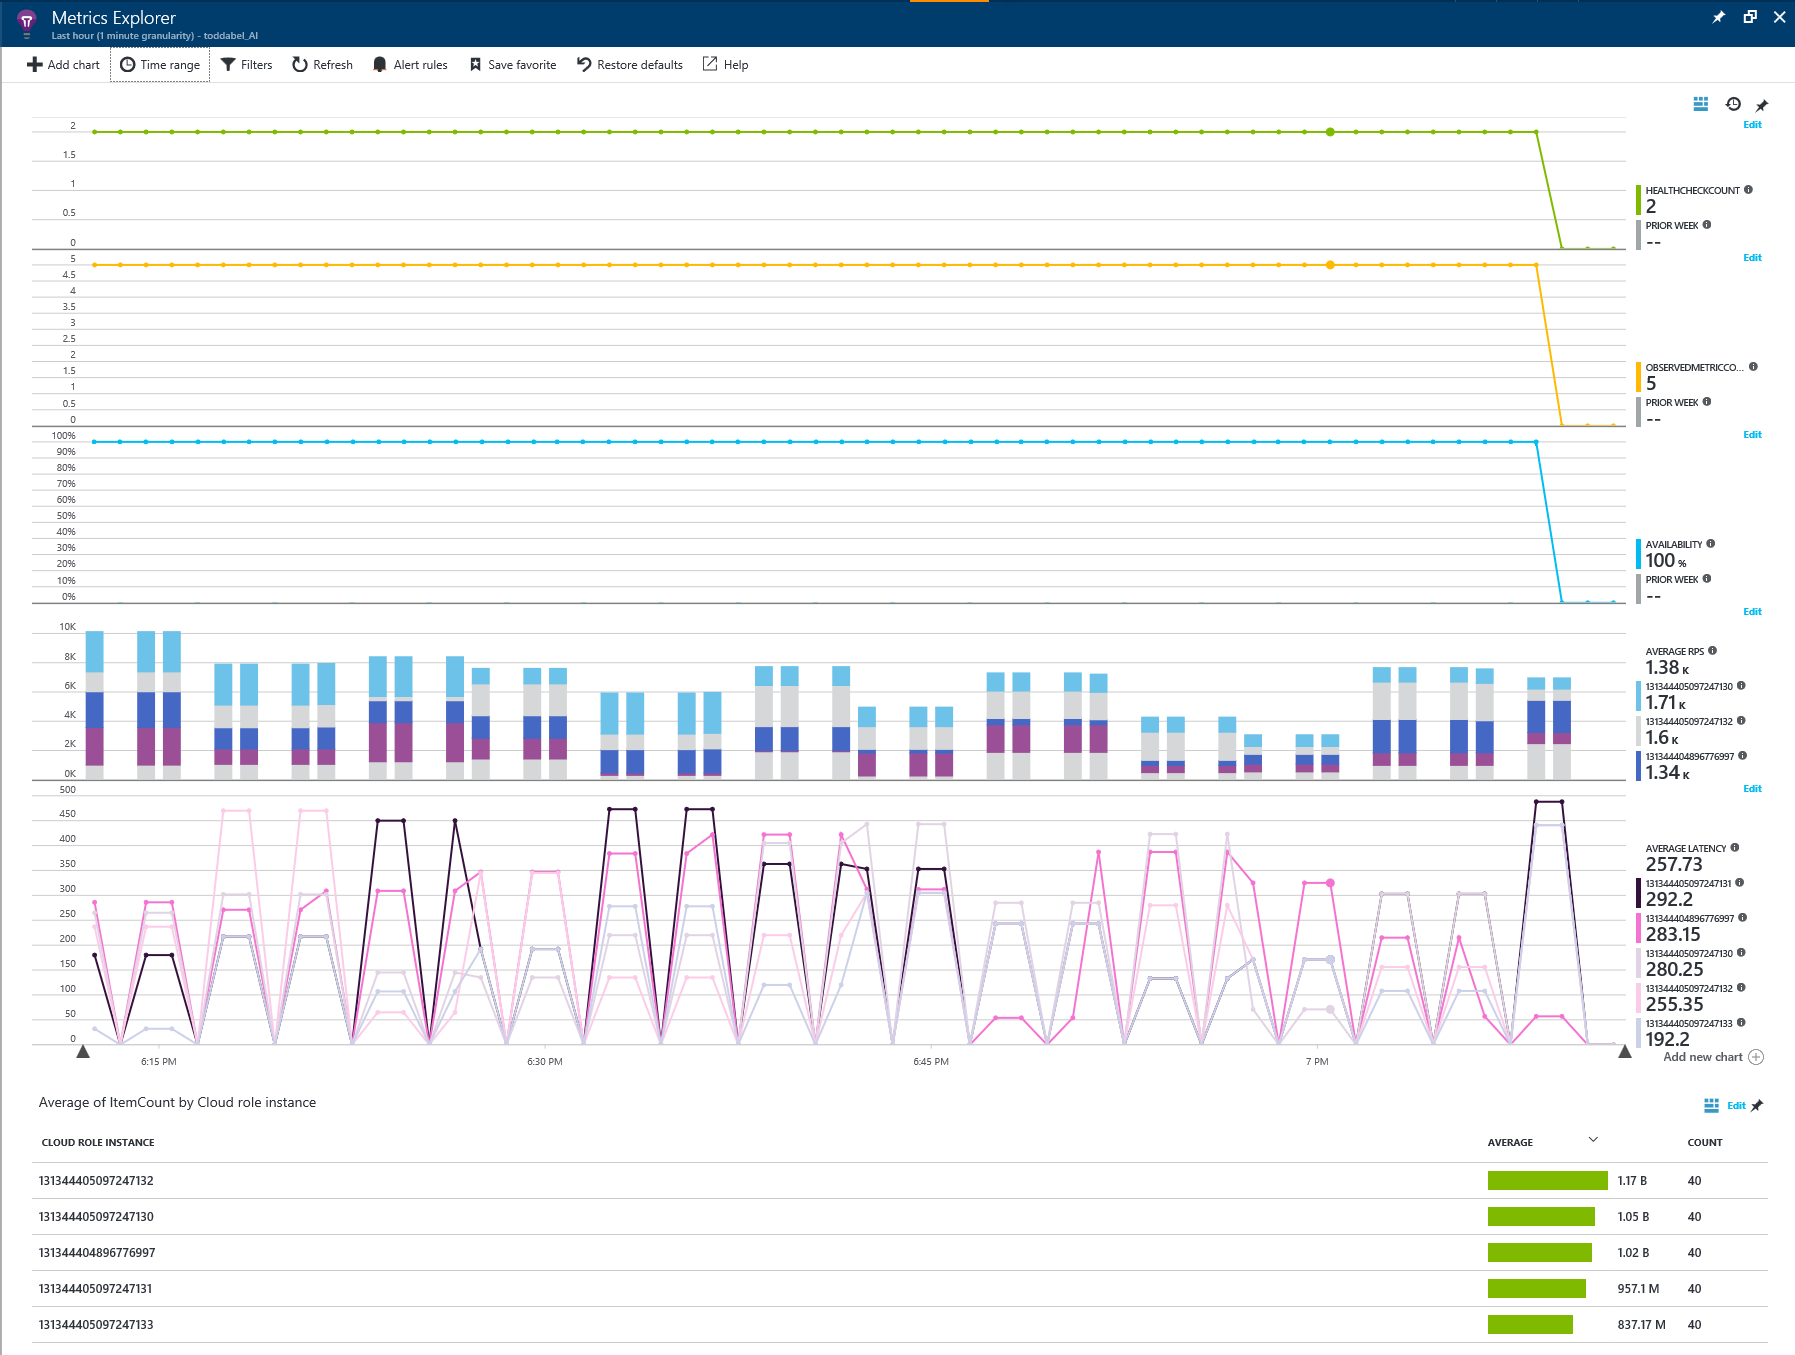 Metrics Explorer
Last hour (1 minute granularity) - toddabel_AI
Add chart Time range Filters Refresh Alert rules Save favorite Restore defaults Help
Edit
2
1.5
1
0.5
0
HEALTHCHECKCOUNT
2
PRIOR WEEK
--
Edit
5
4.5
4
3.5
3
2.5
2
1.5
1
0.5
0
OBSERVEDMETRICCO...
5
PRIOR WEEK
--
Edit
100%
90%
80%
70%
60%
50%
40%
30%
20%
10%
0%
AVAILABILITY
100 %
PRIOR WEEK
--
Edit
10K
8K
6K
4K
2K
0K
AVERAGE RPS
1.38 K
131344405097247130
1.71 K
131344405097247132
1.6 K
131344404896776997
1.34 K
Edit
500
450
400
350
300
250
200
150
100
50
0
AVERAGE LATENCY
257.73
131344405097247131
292.2
131344404896776997
283.15
131344405097247130
280.25
131344405097247132
255.35
131344405097247133
192.2
6:15 PM 6:30 PM 6:45 PM 7 PM
Add new chart
Average of ItemCount by Cloud role instance
Edit
CLOUD ROLE INSTANCE AVERAGE COUNT
131344405097247132 1.17 B 40
131344405097247130 1.05 B 40
131344404896776997 1.02 B 40
131344405097247131 957.1 M 40
131344405097247133 837.17 M 40